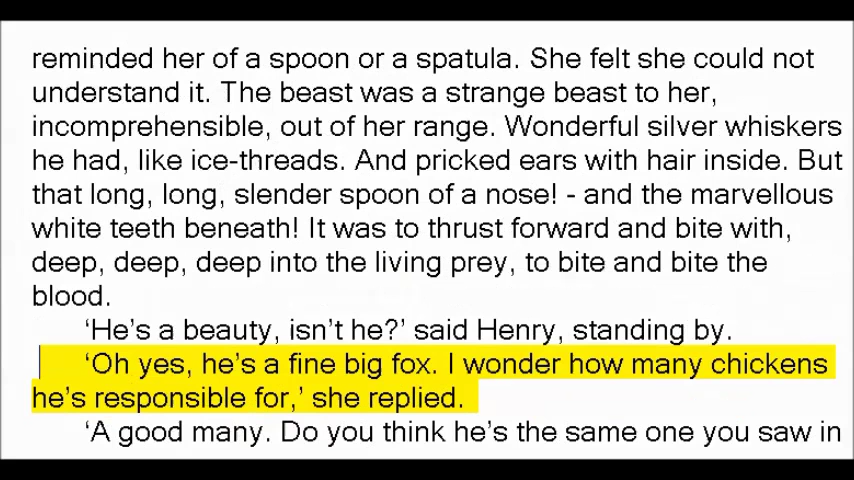 reminded her of a spoon or a spatula. She felt she could not
understand it. The beast was a strange beast to her,
incomprehensible, out of her range. Wonderful silver whiskers
he had, like ice-threads. And pricked ears with hair inside. But
that long, long, slender spoon of a nose! - and the marvellous
white teeth beneath! It was to thrust forward and bite with,
deep, deep, deep into the living prey, to bite and bite the
blood.
‘He’s a beauty, isn’t he?’ said Henry, standing by.
‘Oh yes, he’s a fine big fox. I wonder how many chickens
he’s responsible for,’ she replied.
‘A good many. Do you think he’s the same one you saw in